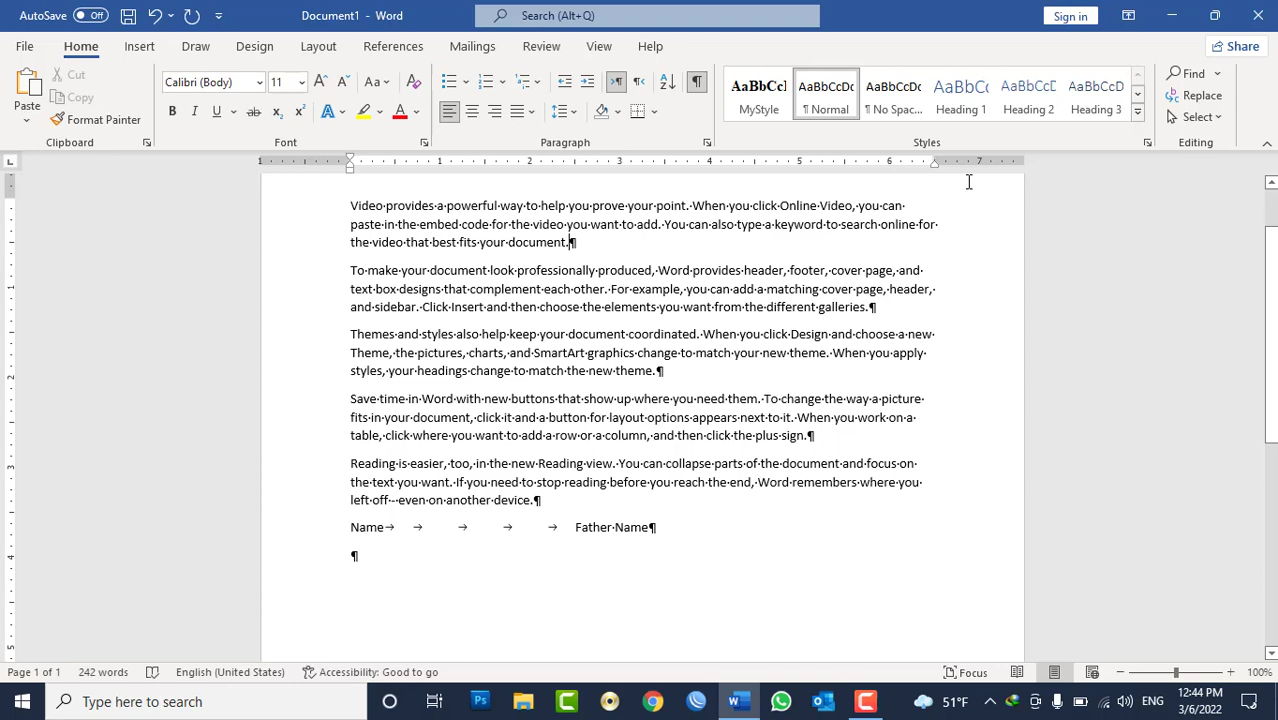 AutoSave Off Document1 - Word Search (Alt+Q) Sign in
File Home Insert Draw Design Layout References Mailings Review View Help Share
Paste Cut Copy Format Painter
Calibri (Body) 11 Aa
B I U ab x₂ x² A A
AaBbCcI AaBbCcDc AaBbCcDc AaBbCc AaBbCcD AaBbCcDc
MyStyle ¶ Normal ¶ No Spac... Heading 1 Heading 2 Heading 3
Find Replace Select
Clipboard Font Paragraph Styles Editing
1 1 2 3 4 5 6 7
Video·provides·a·powerful·way·to·help·you·prove·your·point.·When·you·click·Online·Video,·you·can·
paste·in·the·embed·code·for·the·video·you·want·to·add.·You·can·also·type·a·keyword·to·search·online·for·
the·video·that·best·fits·your·document.¶
To·make·your·document·look·professionally·produced,·Word·provides·header,·footer,·cover·page,·and·
text·box·designs·that·complement·each·other.·For·example,·you·can·add·a·matching·cover·page,·header,·
and·sidebar.·Click·Insert·and·then·choose·the·elements·you·want·from·the·different·galleries.¶
Themes·and·styles·also·help·keep·your·document·coordinated.·When·you·click·Design·and·choose·a·new·
Theme,·the·pictures,·charts,·and·SmartArt·graphics·change·to·match·your·new·theme.·When·you·apply·
styles,·your·headings·change·to·match·the·new·theme.¶
Save·time·in·Word·with·new·buttons·that·show·up·where·you·need·them.·To·change·the·way·a·picture·
fits·in·your·document,·click·it·and·a·button·for·layout·options·appears·next·to·it.·When·you·work·on·a·
table,·click·where·you·want·to·add·a·row·or·a·column,·and·then·click·the·plus·sign.¶
Reading·is·easier,·too,·in·the·new·Reading·view.·You·can·collapse·parts·of·the·document·and·focus·on·
the·text·you·want.·If·you·need·to·stop·reading·before·you·reach·the·end,·Word·remembers·where·you·
left·off·-·even·on·another·device.¶
Name→ → → → → Father·Name¶
¶
Page 1 of 1 242 words English (United States) Accessibility: Good to go Focus 100%
Type here to search Ps 51°F ENG 12:44 PM
3/6/2022